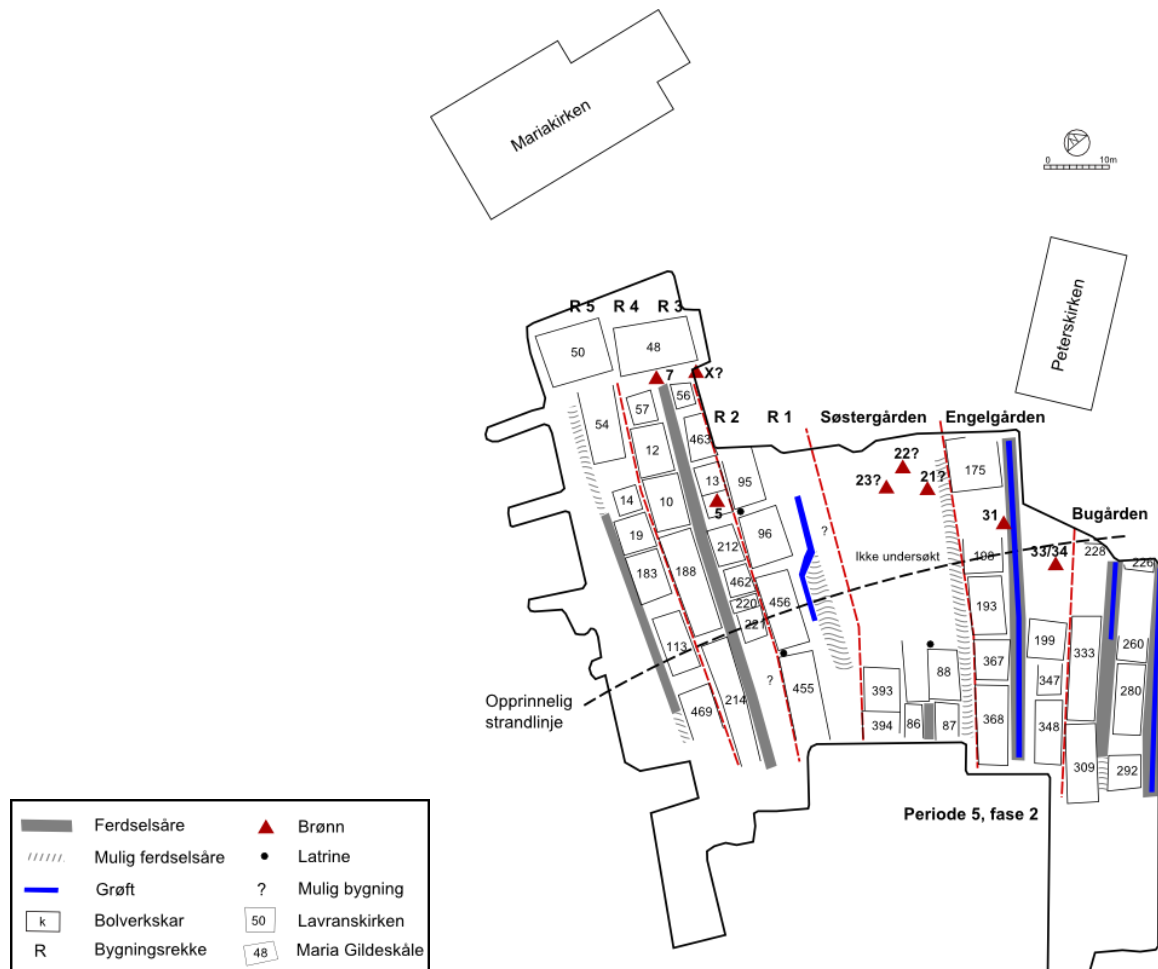 Mariakirken
N
0 10m
Peterskirken
R 5 R 4 R 3
50
48
7
X?
56
57
54
R 2 R 1 Søstergården Engelgården
463
12
22?
175
13
95
23?
21?
14
10
5
31
Bugården
19
212
96
?
Ikke undersøkt
198
33/34
228
226
183
188
462
220
456
193
22
199
333
260
113
?
88
367
347
280
Opprinnelig
strandlinje
469
214
455
393
394
86
87
368
348
309
292
Periode 5, fase 2
Ferdselsåre
Brønn
Mulig ferdselsåre
Latrine
Grøft
? Mulig bygning
k Bolverkskar
50 Lavranskirken
R Bygningsrekke
48 Maria Gildeskåle